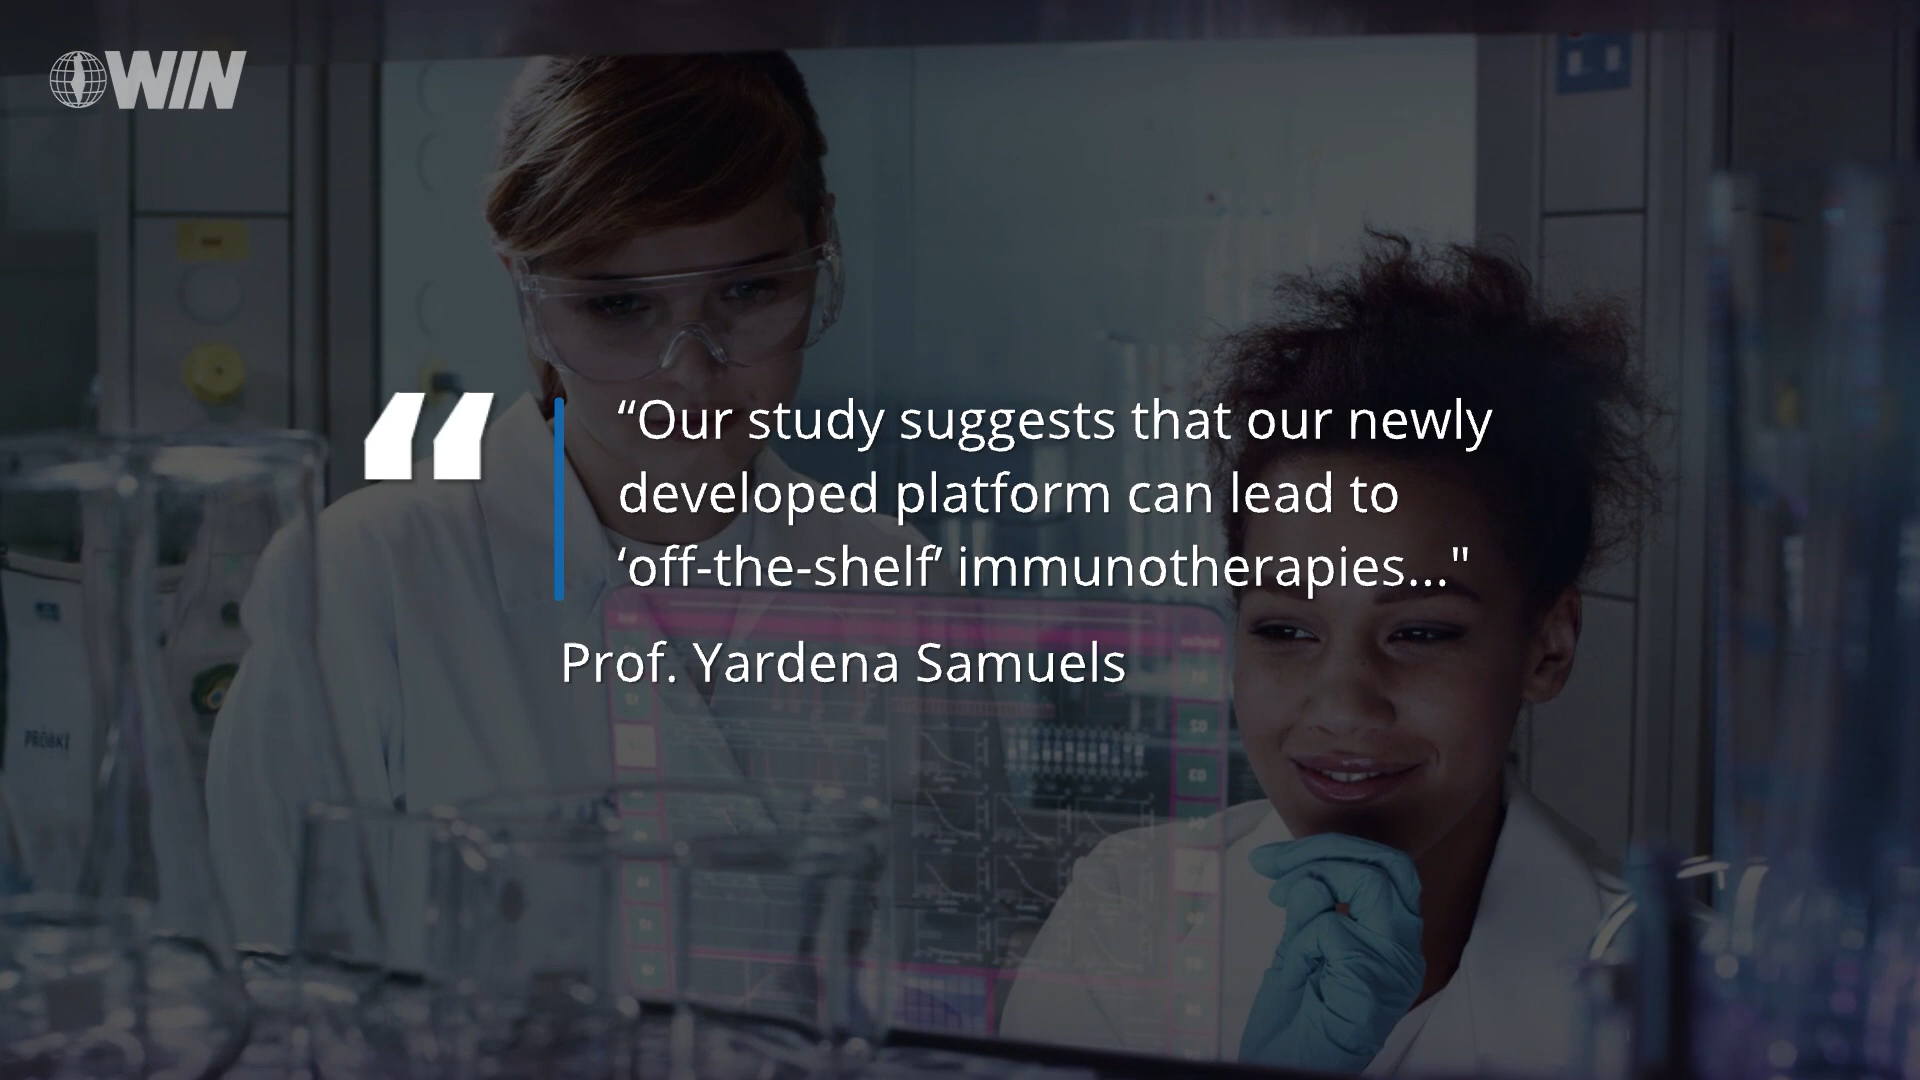 WIN
“Our study suggests that our newly
developed platform can lead to
‘off-the-shelf’ immunotherapies..."
Prof. Yardena Samuels
PRÓBKI